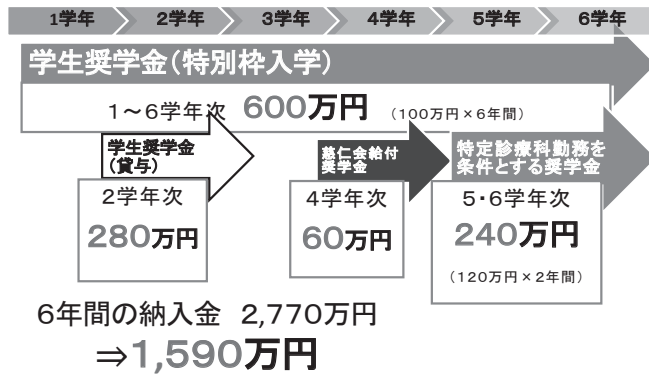 1学年 2学年 3学年 4学年 5学年 6学年
学生奨学金（特別枠入学）
1～6学年次 600万円 （100万円×6年間）
学生奨学金
（貸与）
2学年次
280万円
慈仁会給付
奨学金
4学年次
60万円
特定診療科勤務を
条件とする奨学金
5・6学年次
240万円
（120万円×2年間）
6年間の納入金 2,770万円
⇒1,590万円